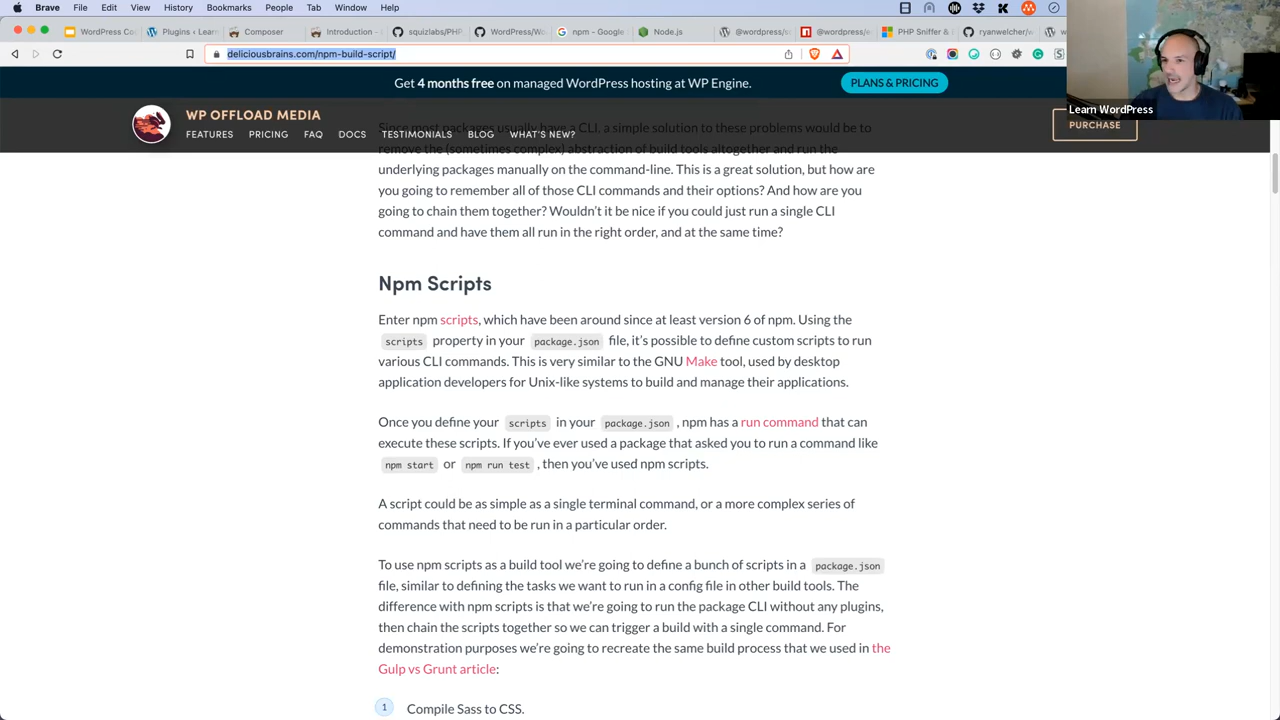 Brave File Edit View History Bookmarks People Tab Window Help
WordPress Cod Plugins ‹ Learn Composer Introduction - squizlabs/PHP WordPress/Wo npm - Google Node.js @wordpress/s @wordpress/e PHP Sniffer & ryanwelcher/w
deliciousbrains.com/npm-build-script/
Learn WordPress
Get 4 months free on managed WordPress hosting at WP Engine.
PLANS & PRICING
WP OFFLOAD MEDIA
FEATURES PRICING FAQ DOCS TESTIMONIALS BLOG WHAT'S NEW?
PURCHASE
Since most packages usually have a CLI, a simple solution to these problems would be to
remove the (sometimes complex) abstraction of build tools altogether and run the
underlying packages manually on the command-line. This is a great solution, but how are
you going to remember all of those CLI commands and their options? And how are you
going to chain them together? Wouldn't it be nice if you could just run a single CLI
command and have them all run in the right order, and at the same time?
Npm Scripts
Enter npm scripts, which have been around since at least version 6 of npm. Using the
scripts property in your package.json file, it's possible to define custom scripts to run
various CLI commands. This is very similar to the GNU Make tool, used by desktop
application developers for Unix-like systems to build and manage their applications.
Once you define your scripts in your package.json , npm has a run command that can
execute these scripts. If you've ever used a package that asked you to run a command like
npm start or npm run test , then you've used npm scripts.
A script could be as simple as a single terminal command, or a more complex series of
commands that need to be run in a particular order.
To use npm scripts as a build tool we're going to define a bunch of scripts in a package.json
file, similar to defining the tasks we want to run in a config file in other build tools. The
difference with npm scripts is that we're going to run the package CLI without any plugins,
then chain the scripts together so we can trigger a build with a single command. For
demonstration purposes we're going to recreate the same build process that we used in the
Gulp vs Grunt article:
1 Compile Sass to CSS.